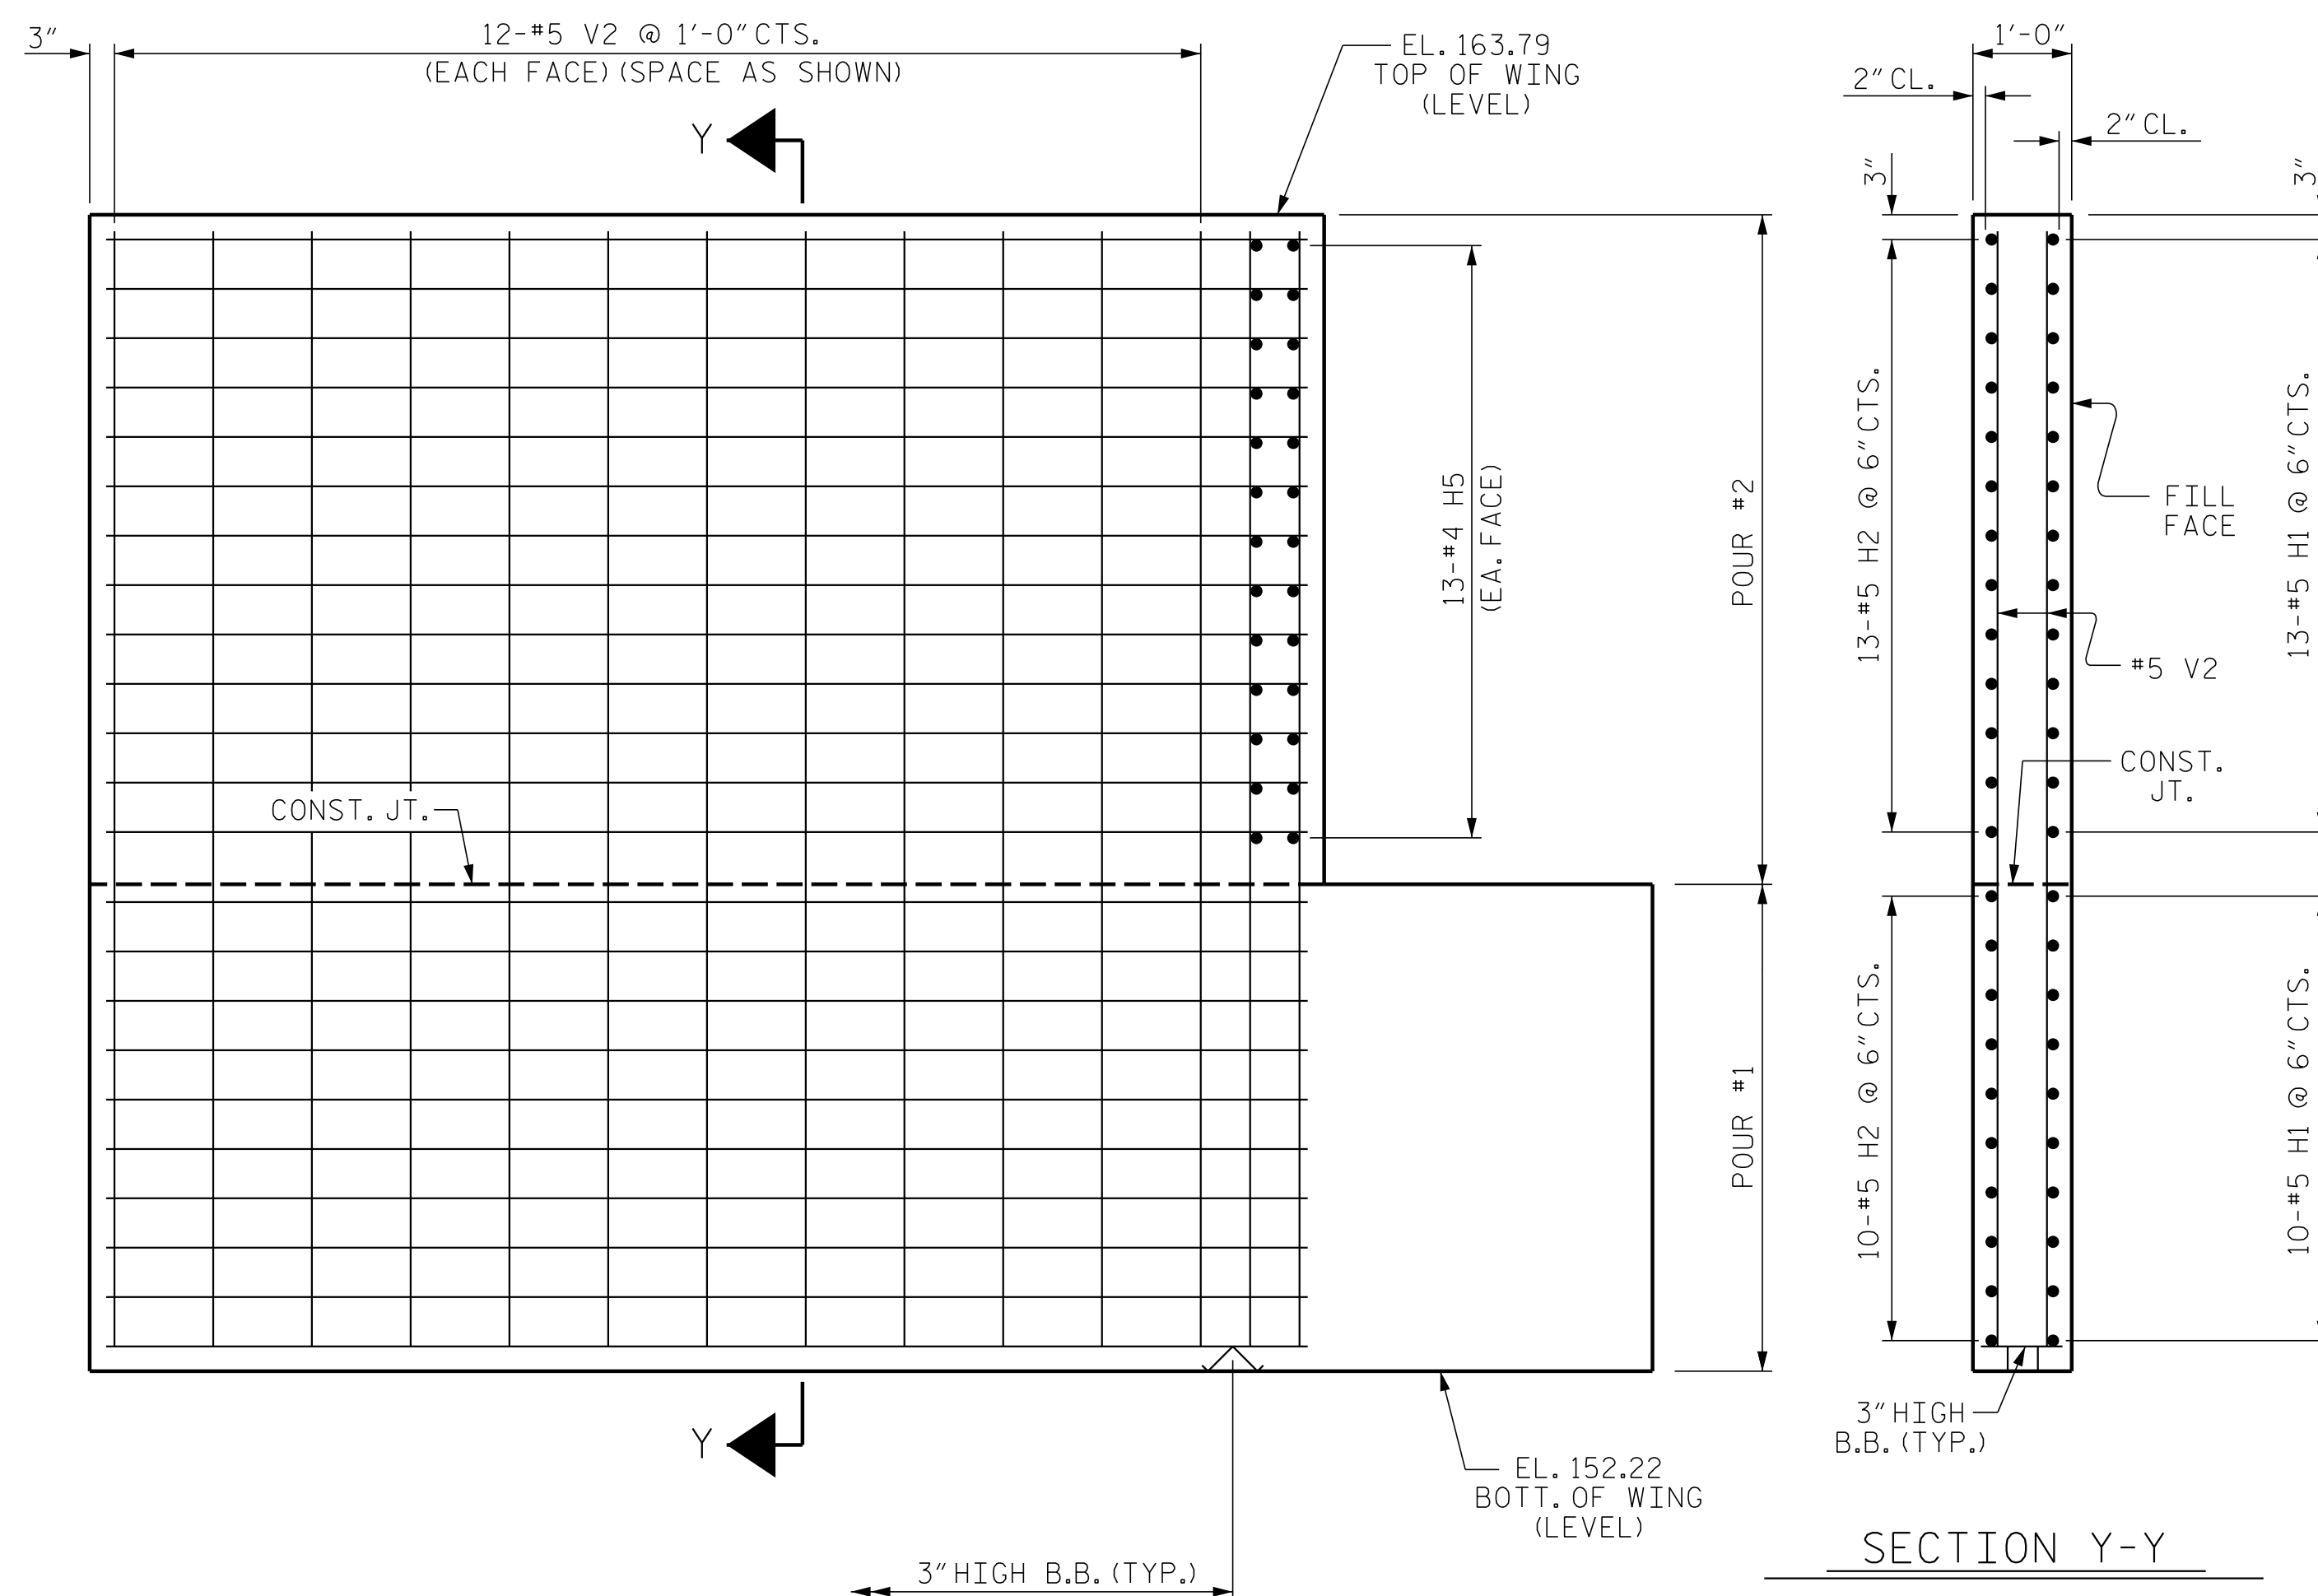 3"
12-#5 V2 @ 1'-0"CTS.
(EACH FACE)(SPACE AS SHOWN)
EL. 163.79
TOP OF WING
(LEVEL)
Y
1'-0"
2"CL.
2"CL.
3"
3"
13-#4 H5
(EA. FACE)
POUR #2
13-#5 H2 @ 6"CTS.
13-#5 H1 @ 6"CTS.
FILL
FACE
#5 V2
CONST. JT.
CONST.
JT.
POUR #1
10-#5 H2 @ 6"CTS.
10-#5 H1 @ 6"CTS.
3"HIGH
B.B. (TYP.)
Y
EL. 152.22
BOTT. OF WING
(LEVEL)
3"HIGH B.B. (TYP.)
SECTION Y-Y